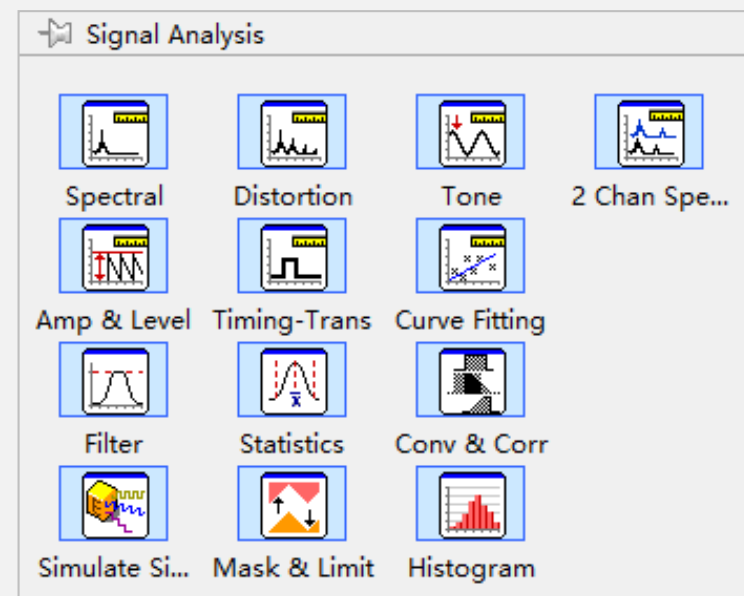 Signal Analysis
Spectral Distortion Tone 2 Chan Spe...
Amp & Level Timing-Trans Curve Fitting
Filter Statistics Conv & Corr
Simulate Si... Mask & Limit Histogram